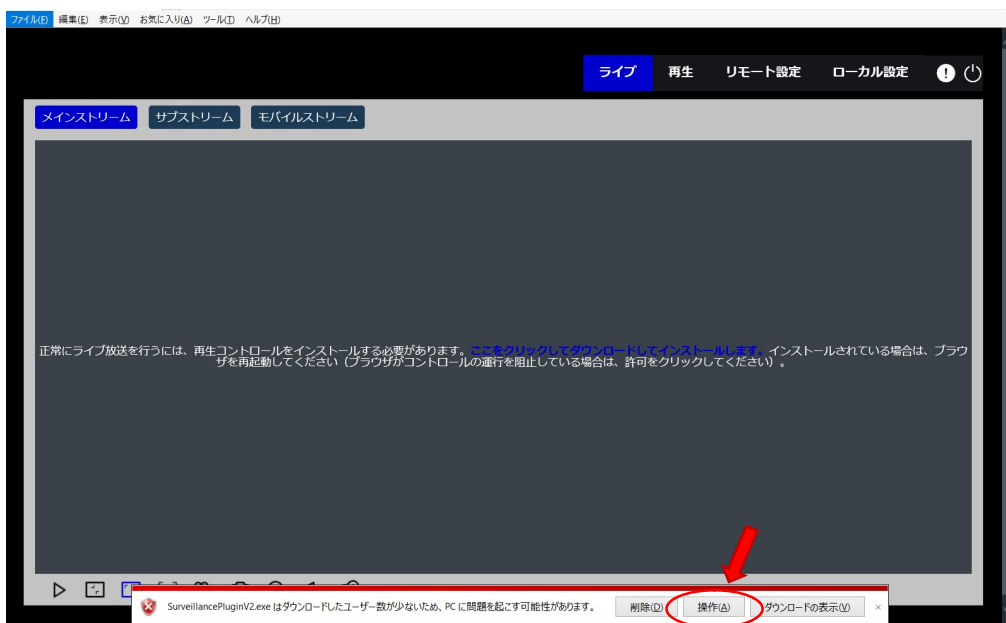 ファイル(F) 編集(E) 表示(V) お気に入り(A) ツール(T) ヘルプ(H)
ライブ 再生 リモート設定 ローカル設定
メインストリーム サブストリーム モバイルストリーム
正常にライブ放送を行うには、再生コントロールをインストールする必要があります。ここをクリックしてダウンロードしてインストールします。インストールされている場合は、ブラウ
ザを再起動してください（ブラウザがコントロールの運行を阻止している場合は、許可をクリックしてください）。
SurveillancePluginV2.exe はダウンロードしたユーザー数が少ないため、PC に問題を起こす可能性があります。 削除(D) 操作(A) ダウンロードの表示(V) ×